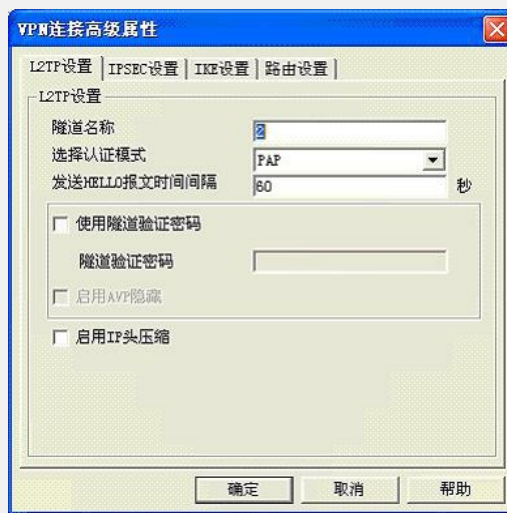 VPN连接高级属性
L2TP设置 IPSEC设置 IKE设置 路由设置
L2TP设置
隧道名称 2
选择认证模式 PAP
发送HELLO报文时间间隔 60 秒
使用隧道验证密码
隧道验证密码
启用AVP隐藏
启用IP头压缩
确定 取消 帮助